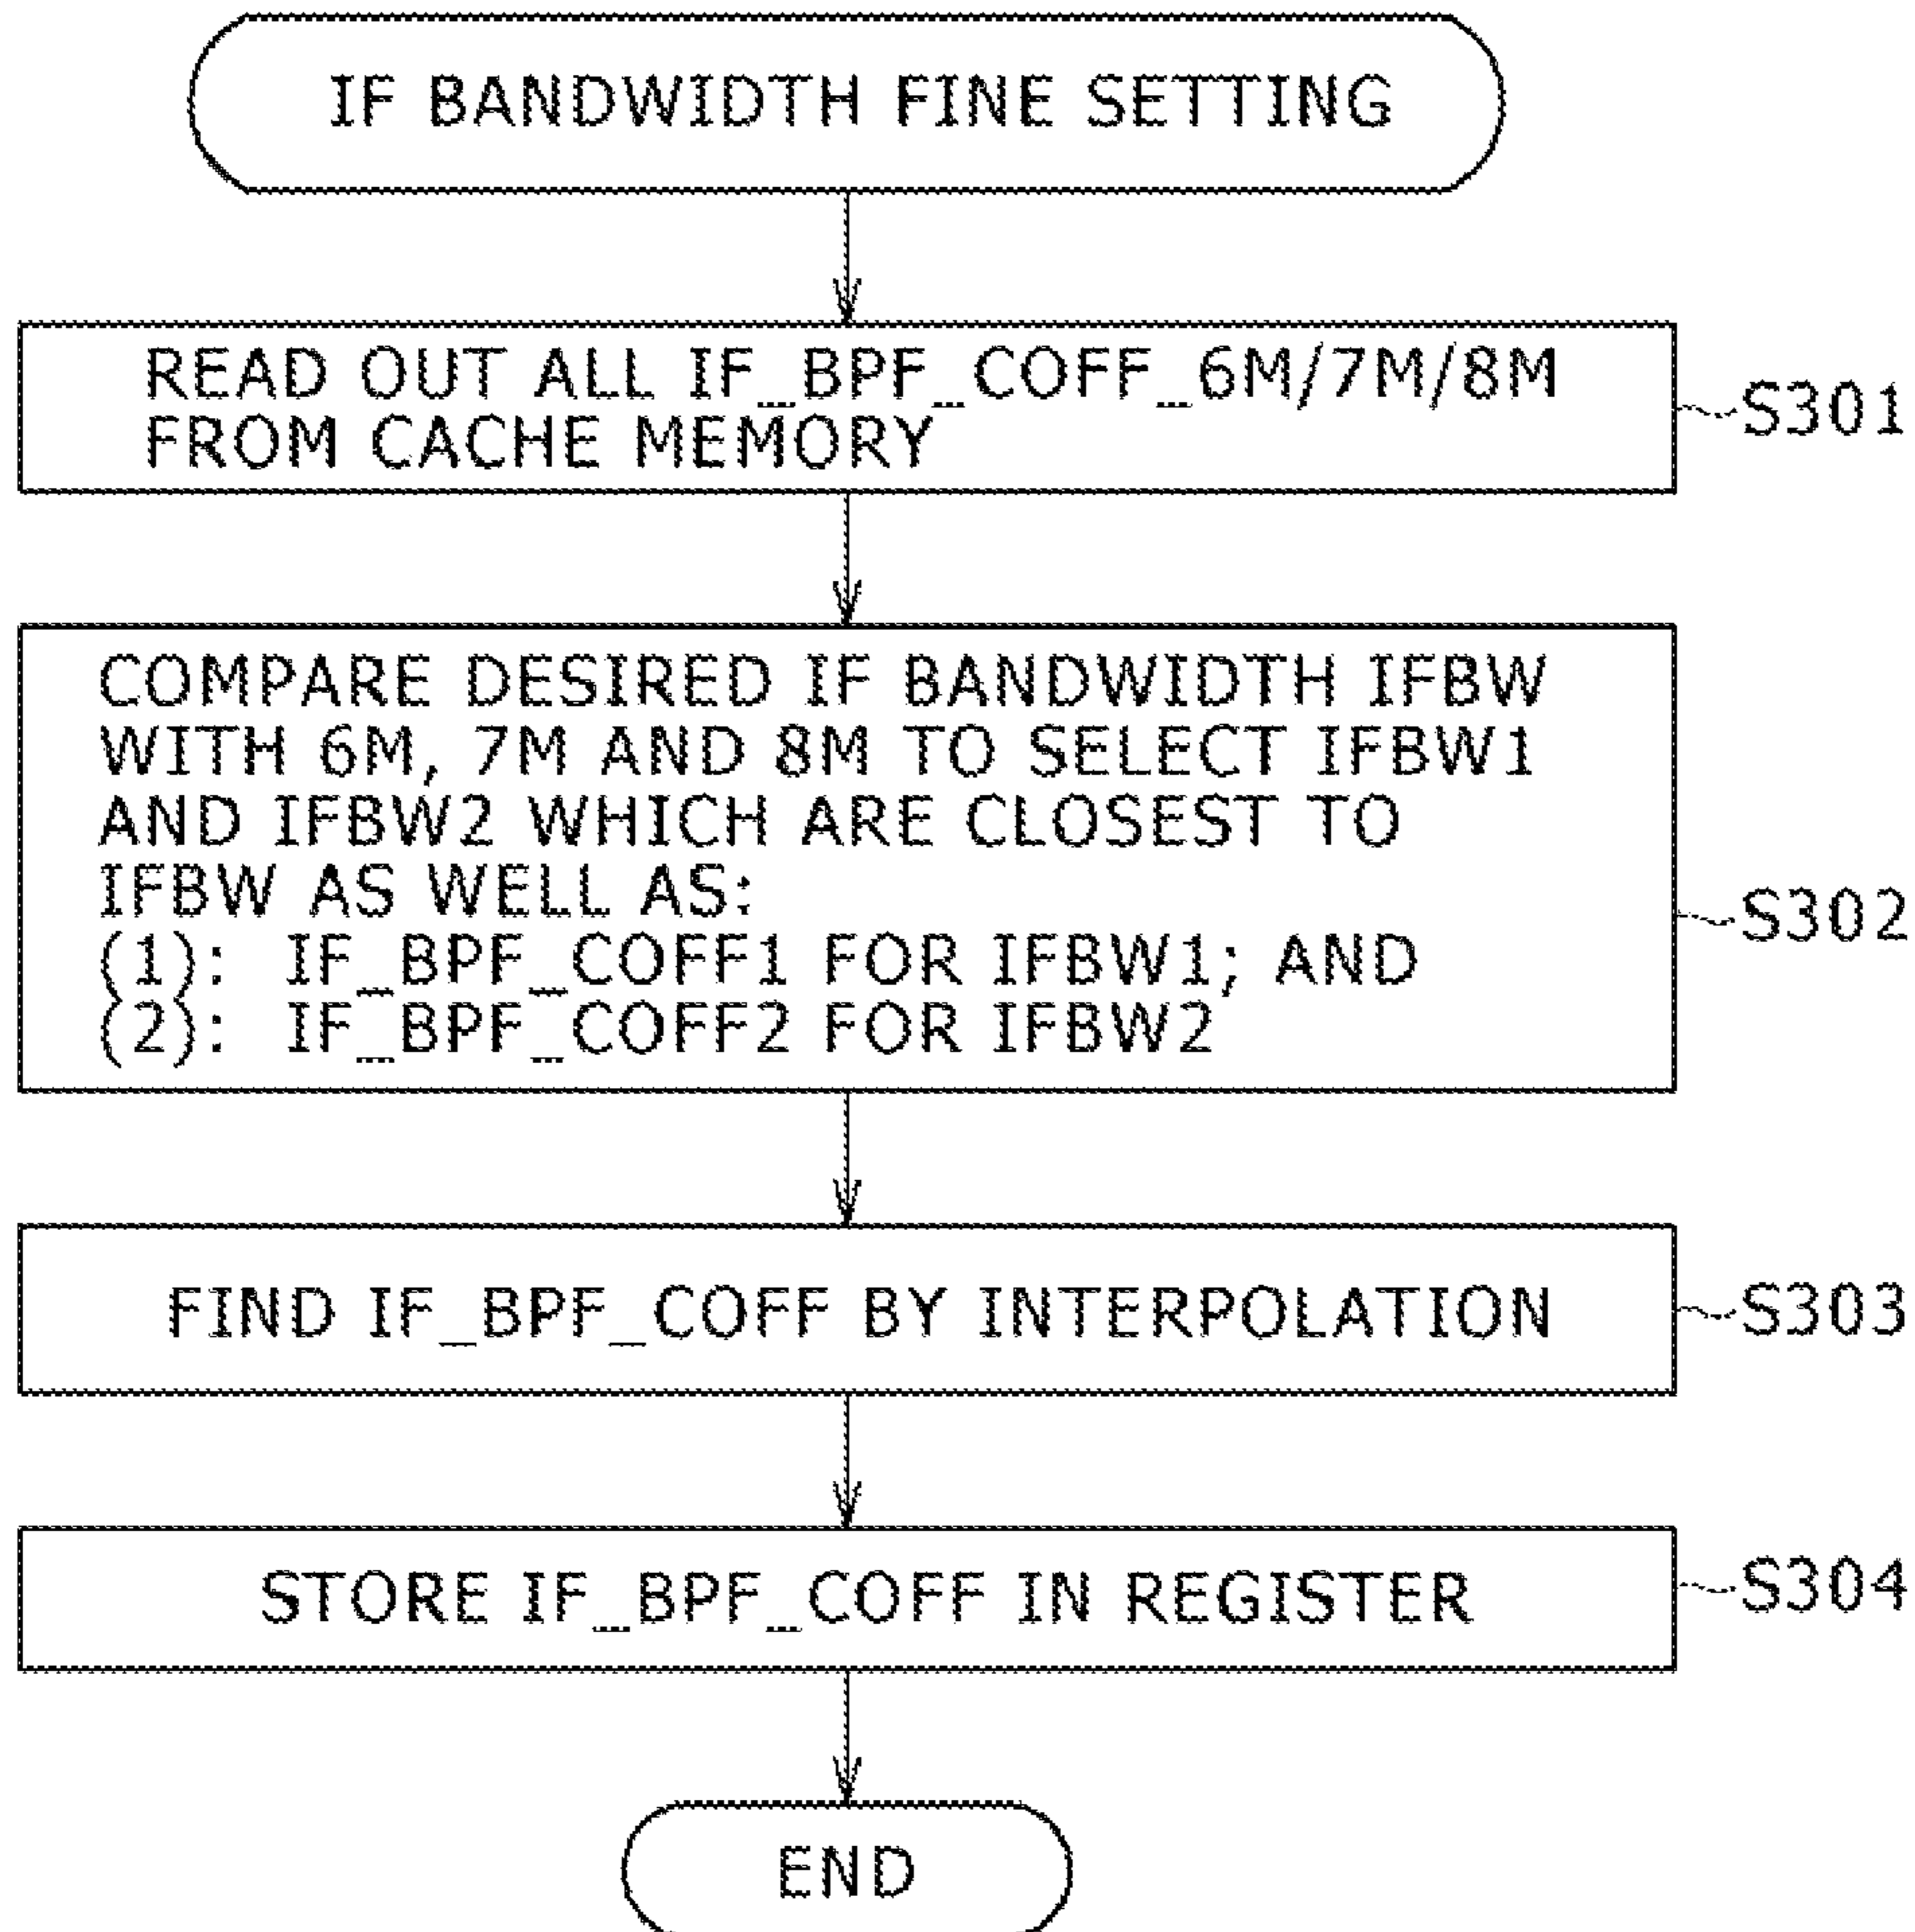 IF BANDWIDTH FINE SETTING
READ OUT ALL IF_BPF_COFF_6M/7M/8M
FROM CACHE MEMORY
S301
COMPARE DESIRED IF BANDWIDTH IFBW
WITH 6M, 7M AND 8M TO SELECT IFBW1
AND IFBW2 WHICH ARE CLOSEST TO
IFBW AS WELL AS:
(1): IF_BPF_COFF1 FOR IFBW1; AND
(2): IF_BPF_COFF2 FOR IFBW2
S302
FIND IF_BPF_COFF BY INTERPOLATION
S303
STORE IF_BPF_COFF IN REGISTER
S304
END